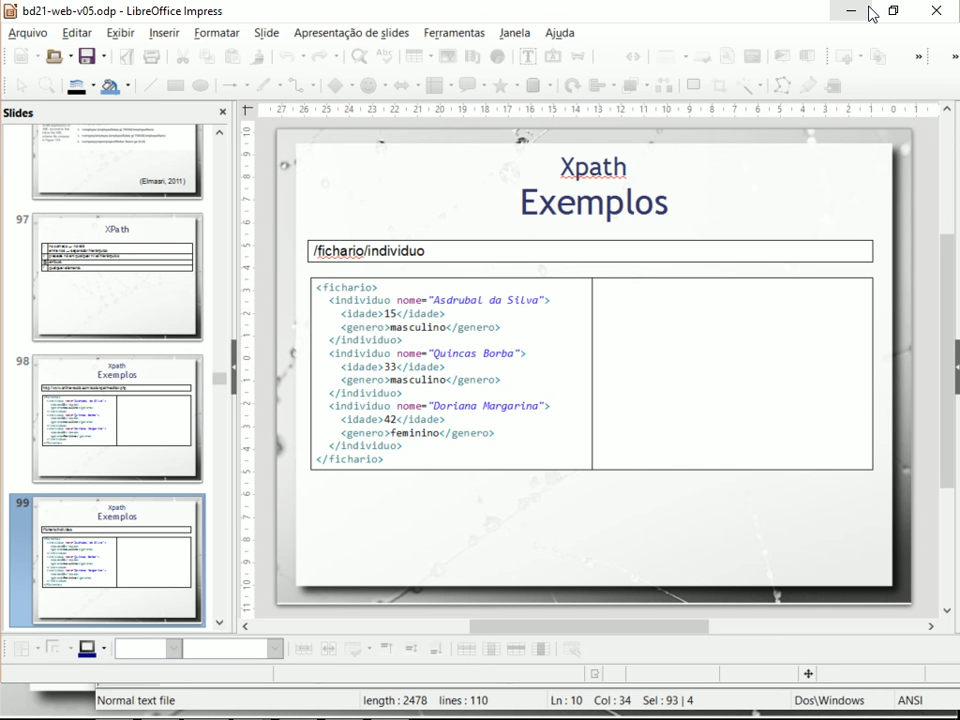 bd21-web-v05.odp - LibreOffice Impress
Arquivo Editar Exibir Inserir Formatar Slide Apresentação de slides Ferramentas Janela Ajuda
Slides
(Elmasri, 2011)
97
XPath
98
Xpath
Exemplos
99
Xpath
Exemplos
/fichario/individuo
Xpath
Exemplos
/fichario/individuo
<fichario>
<individuo nome="Asdrubal da Silva">
<idade>15</idade>
<genero>masculino</genero>
</individuo>
<individuo nome="Quincas Borba">
<idade>33</idade>
<genero>masculino</genero>
</individuo>
<individuo nome="Doriana Margarina">
<idade>42</idade>
<genero>feminino</genero>
</individuo>
</fichario>
Normal text file length : 2478 lines : 110 Ln : 10 Col : 34 Sel : 93 | 4 Dos\Windows ANSI